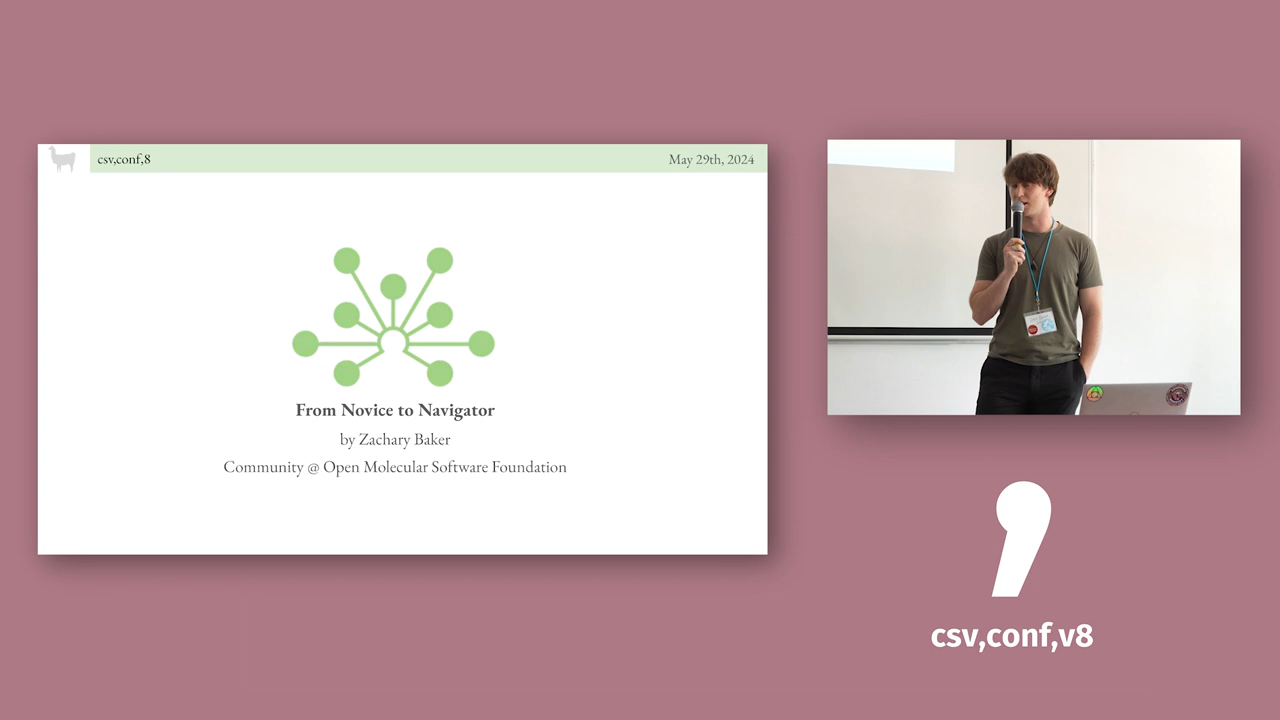 csv,conf,8
May 29th, 2024
From Novice to Navigator
by Zachary Baker
Community @ Open Molecular Software Foundation
,
csv,conf,v8